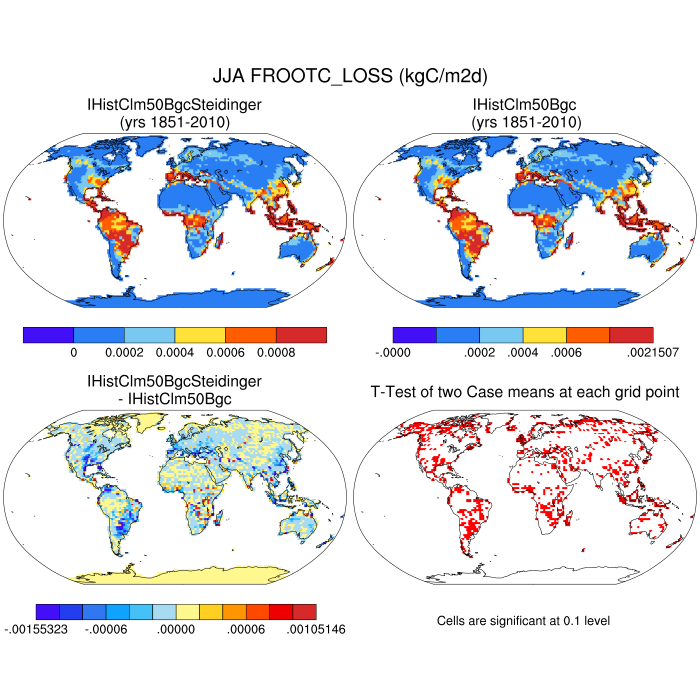 JJA FROOTC_LOSS (kgC/m2d)
IHistClm50BgcSteidinger
(yrs 1851-2010)
IHistClm50Bgc
(yrs 1851-2010)
0 0.0002 0.0004 0.0006 0.0008
-.0000 .0002 .0004 .0006 .0021507
IHistClm50BgcSteidinger
- IHistClm50Bgc
T-Test of two Case means at each grid point
-.00155323 -.00006 .00000 .00006 .00105146
Cells are significant at 0.1 level